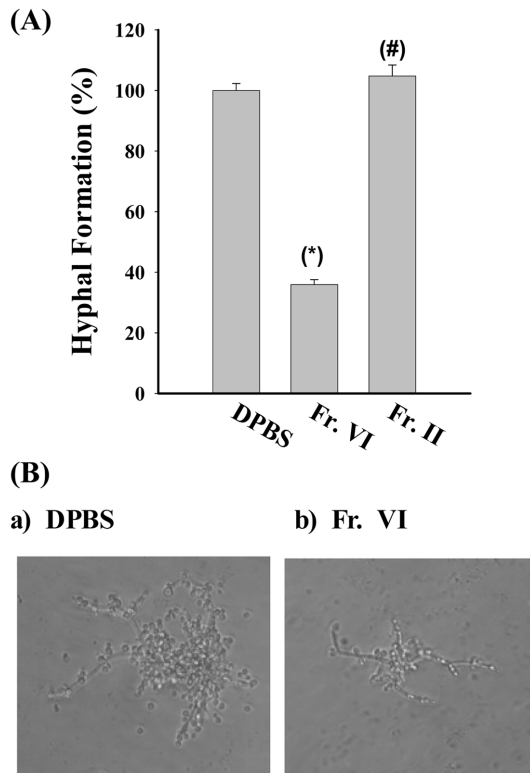 (A)
Hyphal Formation (%)
120
100
80
60
40
20
0
(*)
(#)
DPBS
Fr. VI
Fr. II
(B)
a) DPBS
b) Fr. VI